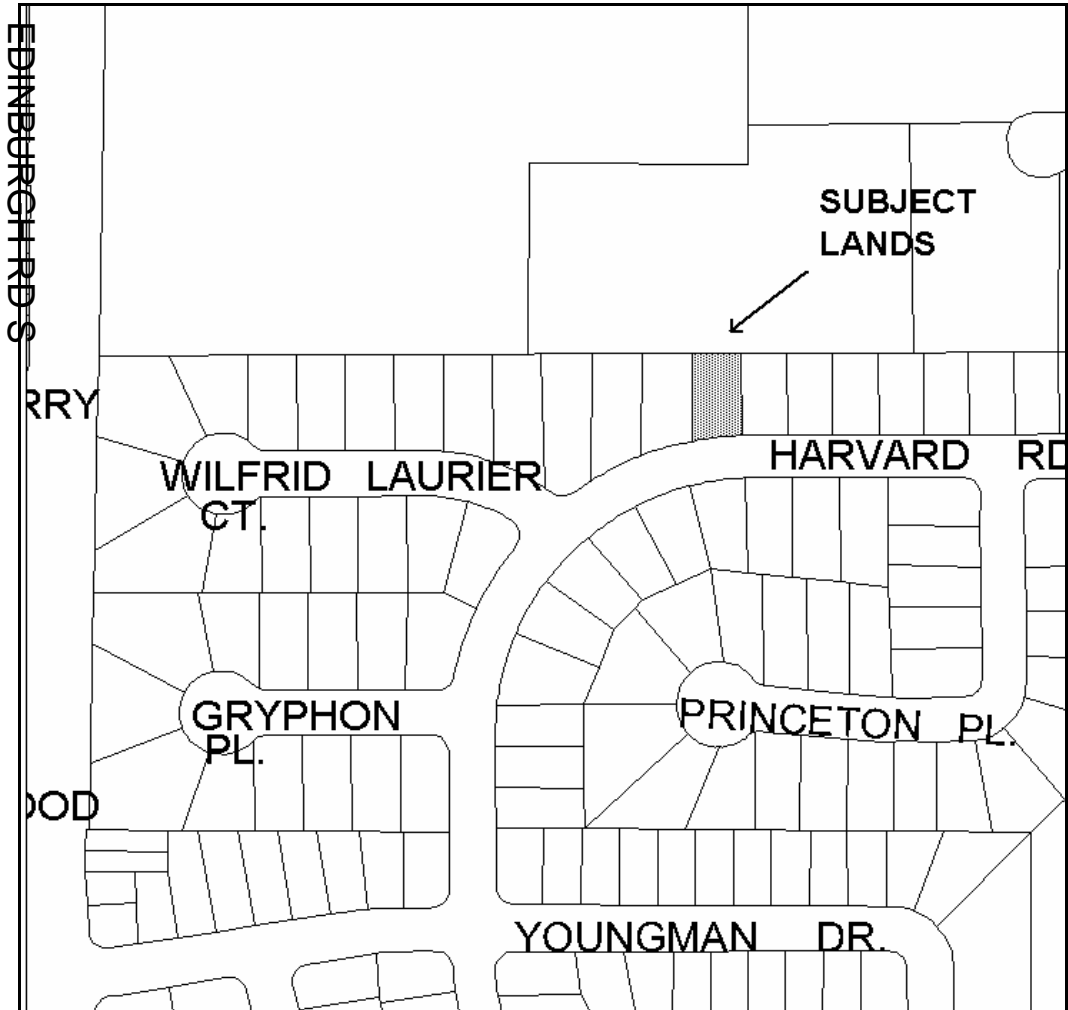 EDINBURGH RD S
SUBJECT
LANDS
RRY
HARVARD RD
WILFRID LAURIER
CT.
GRYPHON
PL.
PRINCETON PL.
OOD
YOUNGMAN DR.